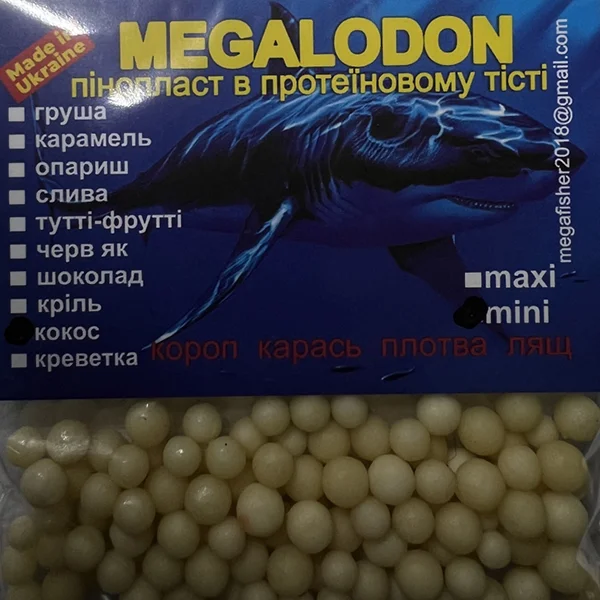 Made in
Ukraine
MEGALODON
пінопласт в протеїновому тісті
груша
карамель
опариш
слива
тутті-фрутті
черв як
шоколад
кріль
кокос
креветка
maxi
mini
короп карась плотва лящ
megafisher2018@gmail.com